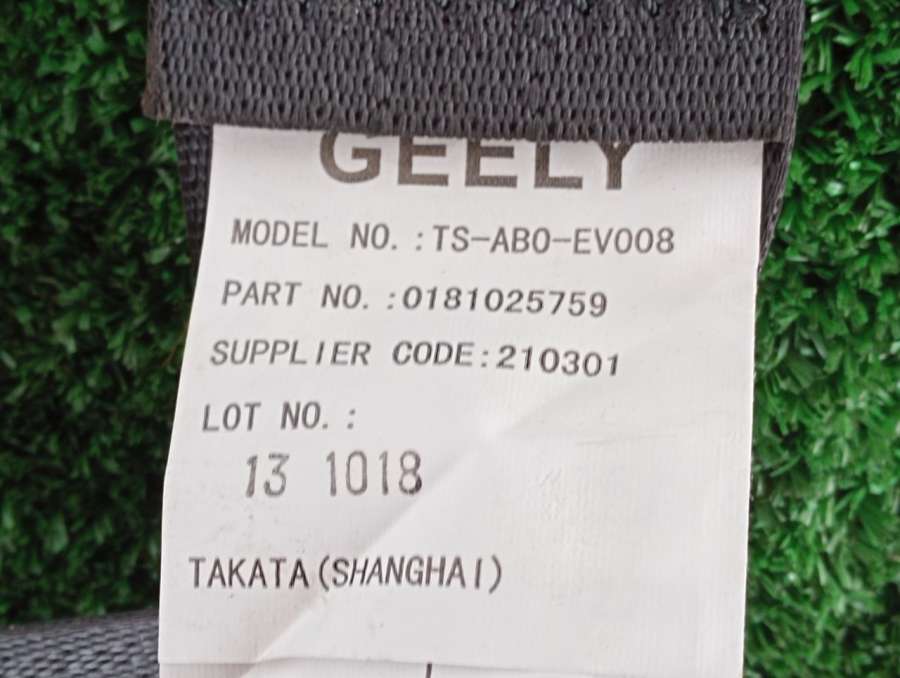 GEELY
MODEL NO.:TS-AB0-EV008
PART NO.:0181025759
SUPPLIER CODE:210301
LOT NO.:
13 1018
TAKATA(SHANGHAI)